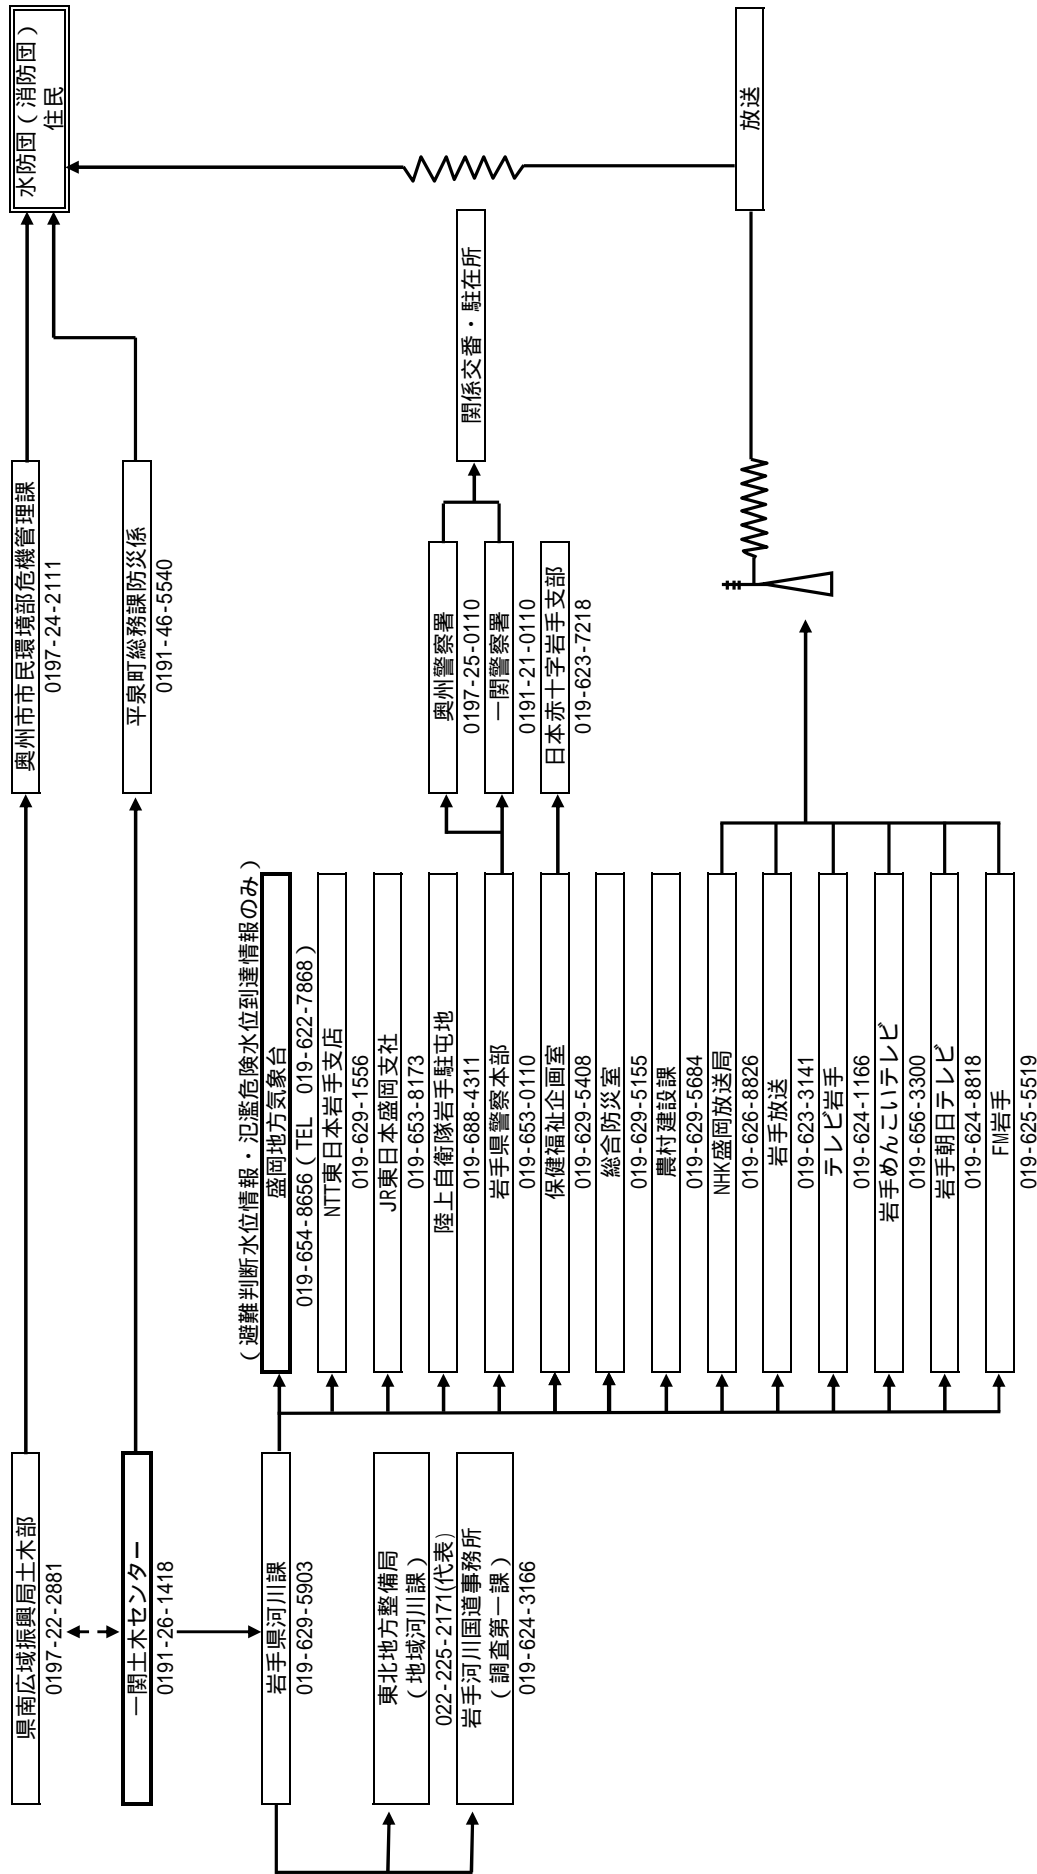 県南広域振興局土木部
0197-22-2881
一関土木センター
0191-26-1418
岩手県河川課
019-629-5903
東北地方整備局
(地域河川課)
022-225-2171(代表)
岩手河川国道事務所
(調査第一課)
019-624-3166
(避難判断水位情報・氾濫危険水位到達情報のみ)
盛岡地方気象台
019-654-8656(TEL 019-622-7868)
NTT東日本岩手支店
019-629-1556
JR東日本盛岡支社
019-653-8173
陸上自衛隊岩手駐屯地
019-688-4311
岩手県警察本部
019-653-0110
保健福祉企画室
019-629-5408
総合防災室
019-629-5155
農村建設課
019-629-5684
NHK盛岡放送局
019-626-8826
岩手放送
019-623-3141
テレビ岩手
019-624-1166
岩手めんこいテレビ
019-656-3300
岩手朝日テレビ
019-624-8818
FM岩手
019-625-5519
奥州市市民環境部危機管理課
0197-24-2111
平泉町総務課防災係
0191-46-5540
奥州警察署
0197-25-0110
一関警察署
0191-21-0110
日本赤十字岩手支部
019-623-7218
関係交番・駐在所
水防団(消防団)
住民
放送